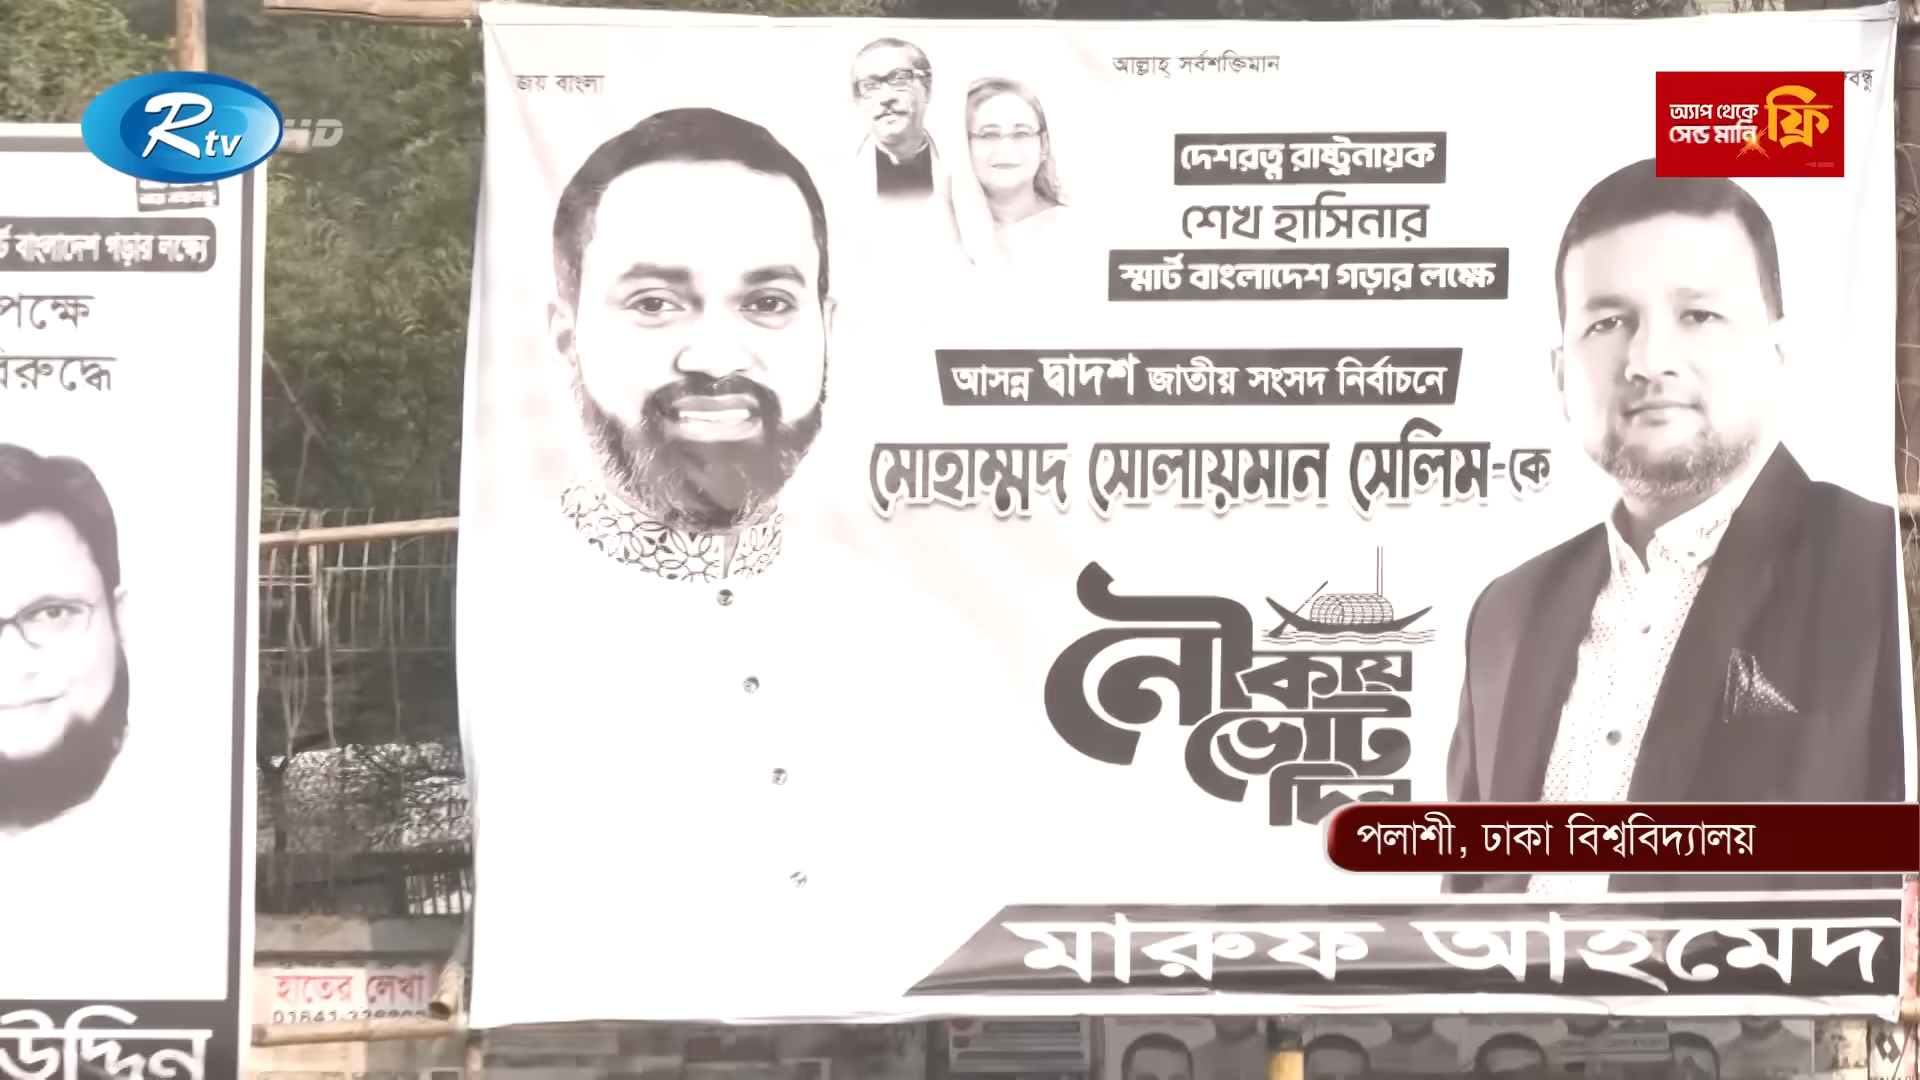 Rtv HD
জয় বাংলা
আল্লাহ্ সর্বশক্তিমান
অ্যাপ থেকে
সেন্ড মানি
ফ্রি
দেশরত্ন রাষ্ট্রনায়ক
শেখ হাসিনার
স্মার্ট বাংলাদেশ গড়ার লক্ষে
আসন্ন দ্বাদশ জাতীয় সংসদ নির্বাচনে
মোহাম্মদ সোলায়মান সেলিম-কে
নৌকায়
ভোট
দিন
পলাশী, ঢাকা বিশ্ববিদ্যালয়
মারুফ আহমেদ
বাংলাদেশ গড়ার লক্ষ্যে
পক্ষে
বিরুদ্ধে
উদ্দিন
হাতের লেখা